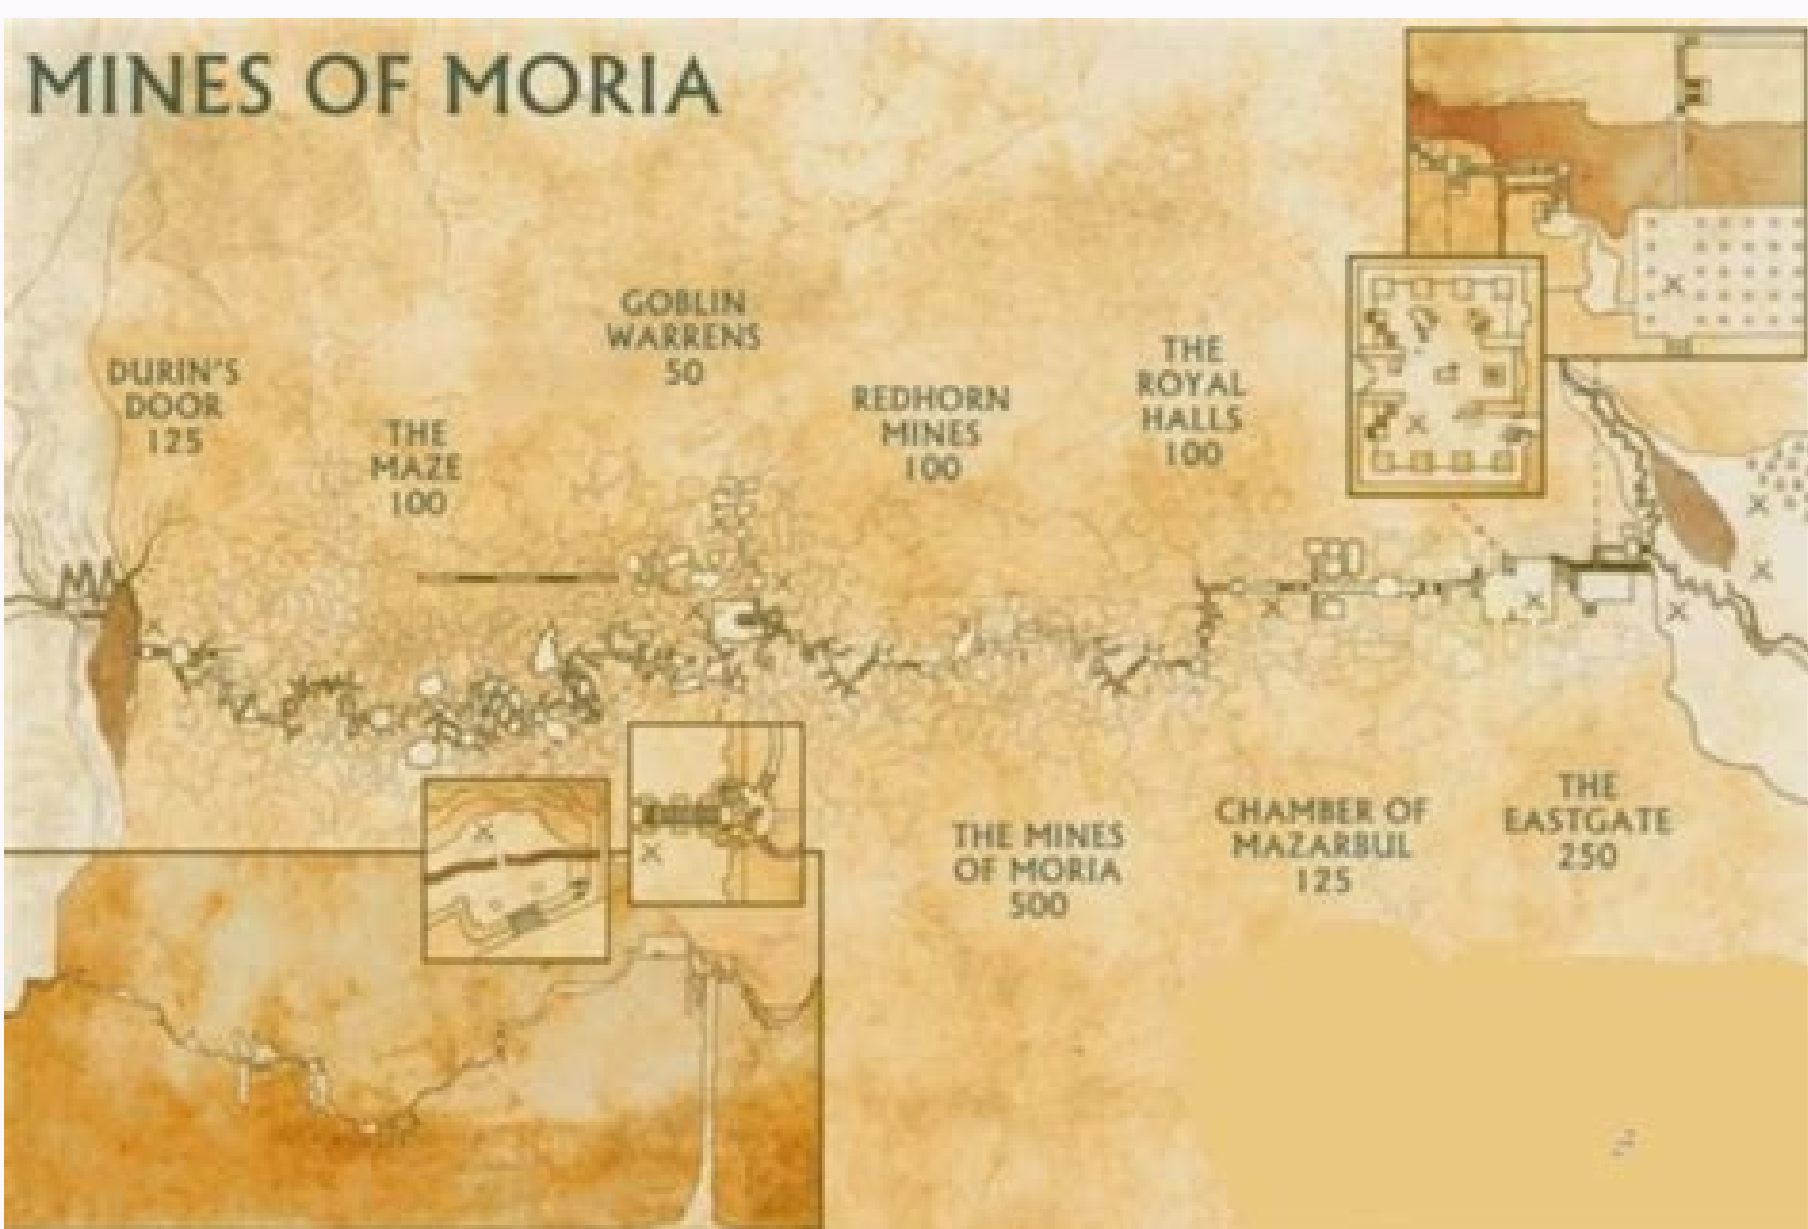 MINES OF MORIA
DURIN'S
DOOR
125
THE
MAZE
100
GOBLIN
WARRENS
50
REDHORN
MINES
100
THE
ROYAL
HALLS
100
THE MINES
OF MORIA
500
CHAMBER OF
MAZARBUL
125
THE
EASTGATE
250